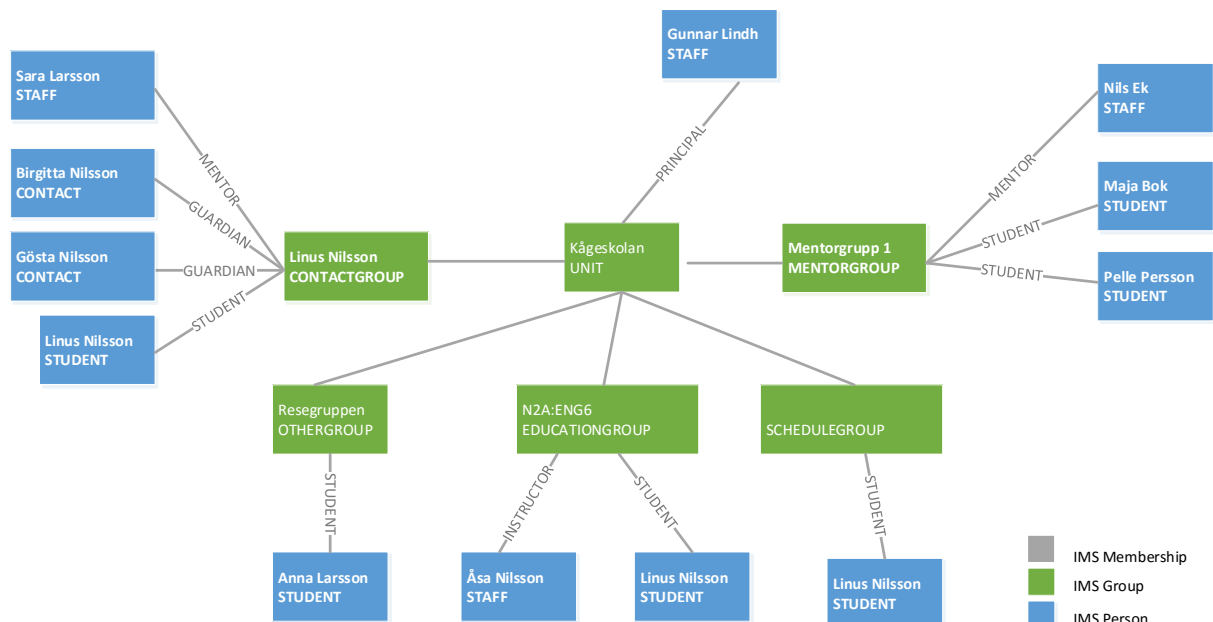 Gunnar Lindh
STAFF
Sara Larsson
STAFF
Nils Ek
STAFF
PRINCIPAL
MENTOR
MENTOR
Birgitta Nilsson
CONTACT
Maja Bok
STUDENT
GUARDIAN
STUDENT
Gösta Nilsson
CONTACT
GUARDIAN
Linus Nilsson
CONTACTGROUP
Kågeskolan
UNIT
Mentorgrupp 1
MENTORGROUP
STUDENT
Pelle Persson
STUDENT
STUDENT
Linus Nilsson
STUDENT
Resegruppen
OTHERGROUP
N2A:ENG6
EDUCATIONGROUP
SCHEDULEGROUP
STUDENT
INSTRUCTOR
STUDENT
STUDENT
Anna Larsson
STUDENT
Åsa Nilsson
STAFF
Linus Nilsson
STUDENT
Linus Nilsson
STUDENT
IMS Membership
IMS Group
IMS Person